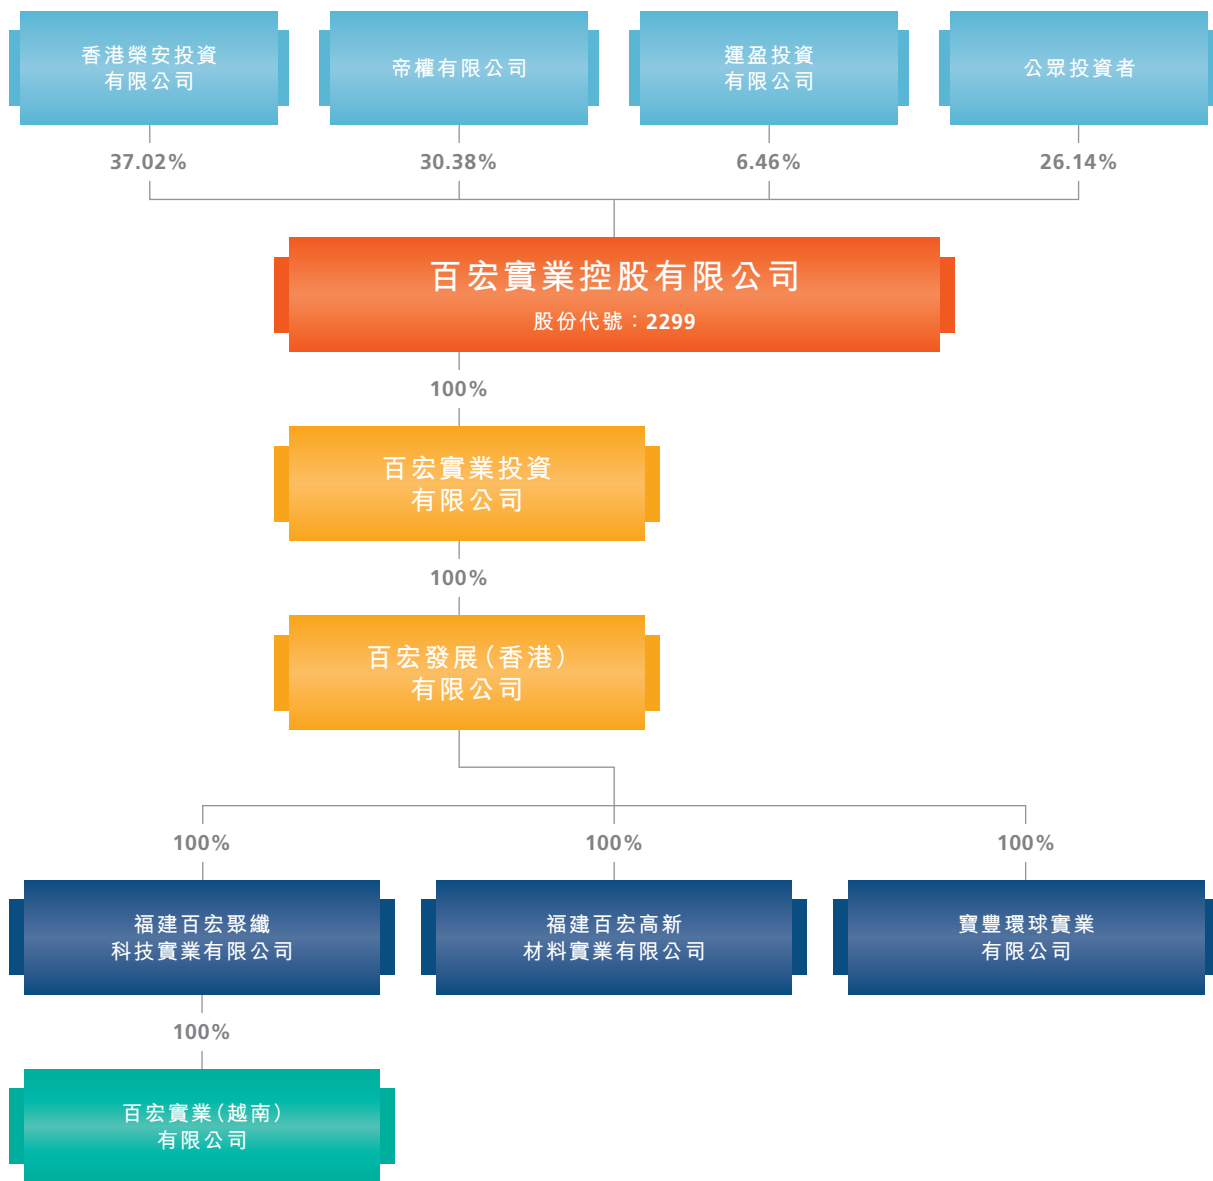 香港榮安投資
有限公司
帝權有限公司
運盈投資
有限公司
公眾投資者
37.02%
30.38%
6.46%
26.14%
百宏實業控股有限公司
股份代號：2299
100%
百宏實業投資
有限公司
100%
百宏發展（香港）
有限公司
100%
100%
100%
福建百宏聚纖
科技實業有限公司
福建百宏高新
材料實業有限公司
寶豐環球實業
有限公司
100%
百宏實業（越南）
有限公司